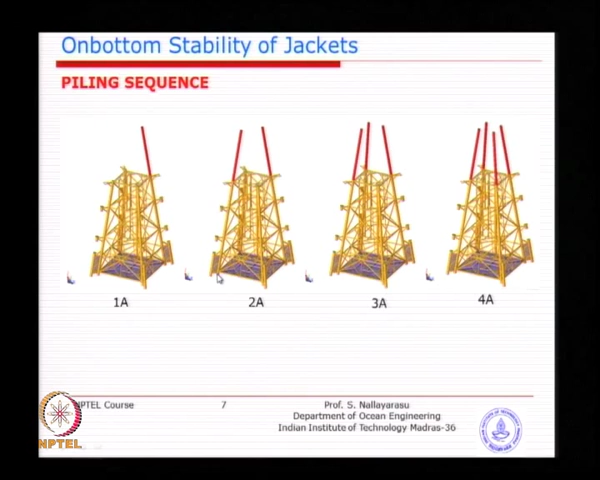 Onbottom Stability of Jackets
PILING SEQUENCE
1A
2A
3A
4A
NPTEL Course
7
Prof. S. Nallayarasu
Department of Ocean Engineering
Indian Institute of Technology Madras-36
NPTEL